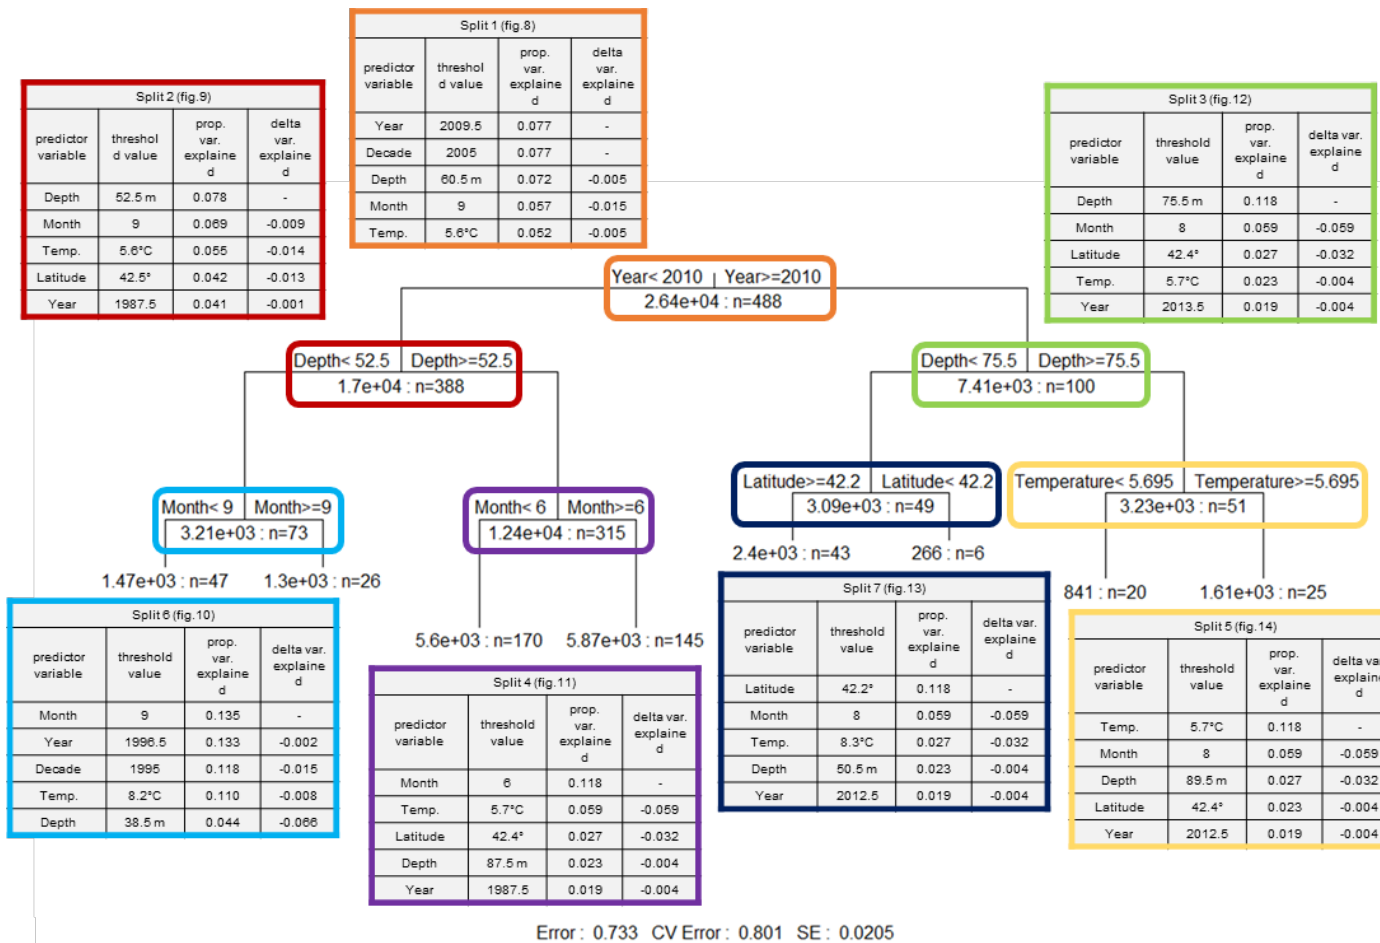 Split 1 (fig.8)
predictor variable | threshol d value | prop. var. explaine d | delta var. explaine d
Year | 2009.5 | 0.077 | -
Decade | 2005 | 0.077 | -
Depth | 60.5 m | 0.072 | -0.005
Month | 9 | 0.057 | -0.015
Temp. | 5.6°C | 0.052 | -0.005
Split 2 (fig.9)
predictor variable | threshol d value | prop. var. explaine d | delta var. explaine d
Depth | 52.5 m | 0.078 | -
Month | 9 | 0.069 | -0.009
Temp. | 5.6°C | 0.055 | -0.014
Latitude | 42.5° | 0.042 | -0.013
Year | 1987.5 | 0.041 | -0.001
Split 3 (fig.12)
predictor variable | threshold value | prop. var. explaine d | delta var. explaine d
Depth | 75.5 m | 0.118 | -
Month | 8 | 0.059 | -0.059
Latitude | 42.4° | 0.027 | -0.032
Temp. | 5.7°C | 0.023 | -0.004
Year | 2013.5 | 0.019 | -0.004
Year< 2010 Year>=2010
2.64e+04 : n=488
Depth< 52.5 Depth>=52.5
1.7e+04 : n=388
Depth< 75.5 Depth>=75.5
7.41e+03 : n=100
Month< 9 Month>=9
3.21e+03 : n=73
Month< 6 Month>=6
1.24e+04 : n=315
Latitude>=42.2 Latitude< 42.2
3.09e+03 : n=49
Temperature< 5.695 Temperature>=5.695
3.23e+03 : n=51
1.47e+03 : n=47 1.3e+03 : n=26
5.6e+03 : n=170 5.87e+03 : n=145
2.4e+03 : n=43 266 : n=6
841 : n=20 1.61e+03 : n=25
Split 6 (fig.10)
predictor variable | threshold value | prop. var. explaine d | delta var. explaine d
Month | 9 | 0.135 | -
Year | 1996.5 | 0.133 | -0.002
Decade | 1995 | 0.118 | -0.015
Temp. | 8.2°C | 0.110 | -0.008
Depth | 38.5 m | 0.044 | -0.066
Split 4 (fig.11)
predictor variable | threshold value | prop. var. explaine d | delta var. explaine d
Month | 6 | 0.118 | -
Temp. | 5.7°C | 0.059 | -0.059
Latitude | 42.4° | 0.027 | -0.032
Depth | 87.5 m | 0.023 | -0.004
Year | 1987.5 | 0.019 | -0.004
Split 7 (fig.13)
predictor variable | threshold value | prop. var. explaine d | delta var. explaine d
Latitude | 42.2° | 0.118 | -
Month | 8 | 0.059 | -0.059
Temp. | 8.3°C | 0.027 | -0.032
Depth | 50.5 m | 0.023 | -0.004
Year | 2012.5 | 0.019 | -0.004
Split 5 (fig.14)
predictor variable | threshold value | prop. var. explaine d | delta va explaine d
Temp. | 5.7°C | 0.118 | -
Month | 8 | 0.059 | -0.059
Depth | 89.5 m | 0.027 | -0.032
Latitude | 42.4° | 0.023 | -0.004
Year | 2012.5 | 0.019 | -0.004
Error : 0.733 CV Error : 0.801 SE : 0.0205